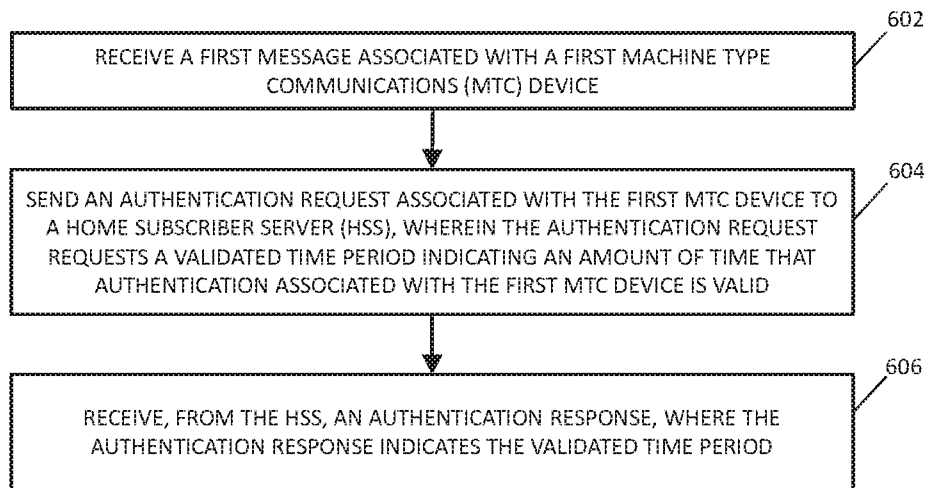 602
RECEIVE A FIRST MESSAGE ASSOCIATED WITH A FIRST MACHINE TYPE
COMMUNICATIONS (MTC) DEVICE
604
SEND AN AUTHENTICATION REQUEST ASSOCIATED WITH THE FIRST MTC DEVICE TO
A HOME SUBSCRIBER SERVER (HSS), WHEREIN THE AUTHENTICATION REQUEST
REQUESTS A VALIDATED TIME PERIOD INDICATING AN AMOUNT OF TIME THAT
AUTHENTICATION ASSOCIATED WITH THE FIRST MTC DEVICE IS VALID
606
RECEIVE, FROM THE HSS, AN AUTHENTICATION RESPONSE, WHERE THE
AUTHENTICATION RESPONSE INDICATES THE VALIDATED TIME PERIOD